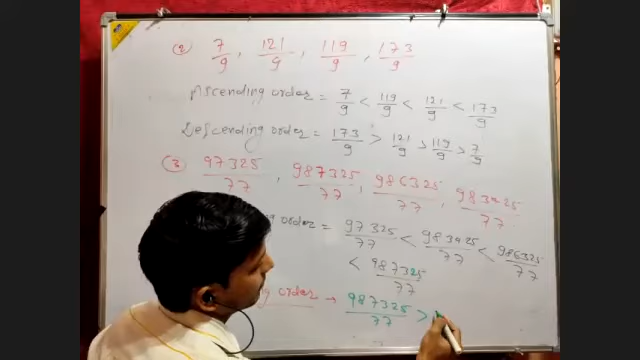 ② 7/9, 121/9, 119/9, 173/9
Ascending order = 7/9 < 119/9 < 121/9 < 173/9
Descending order = 173/9 > 121/9 > 119/9 > 7/9
③ 97325/77, 987325/77, 986325/77, 983425/77
order = 97325/77 < 983425/77 < 986325/77
< 987325/77
order → 987325/77 >